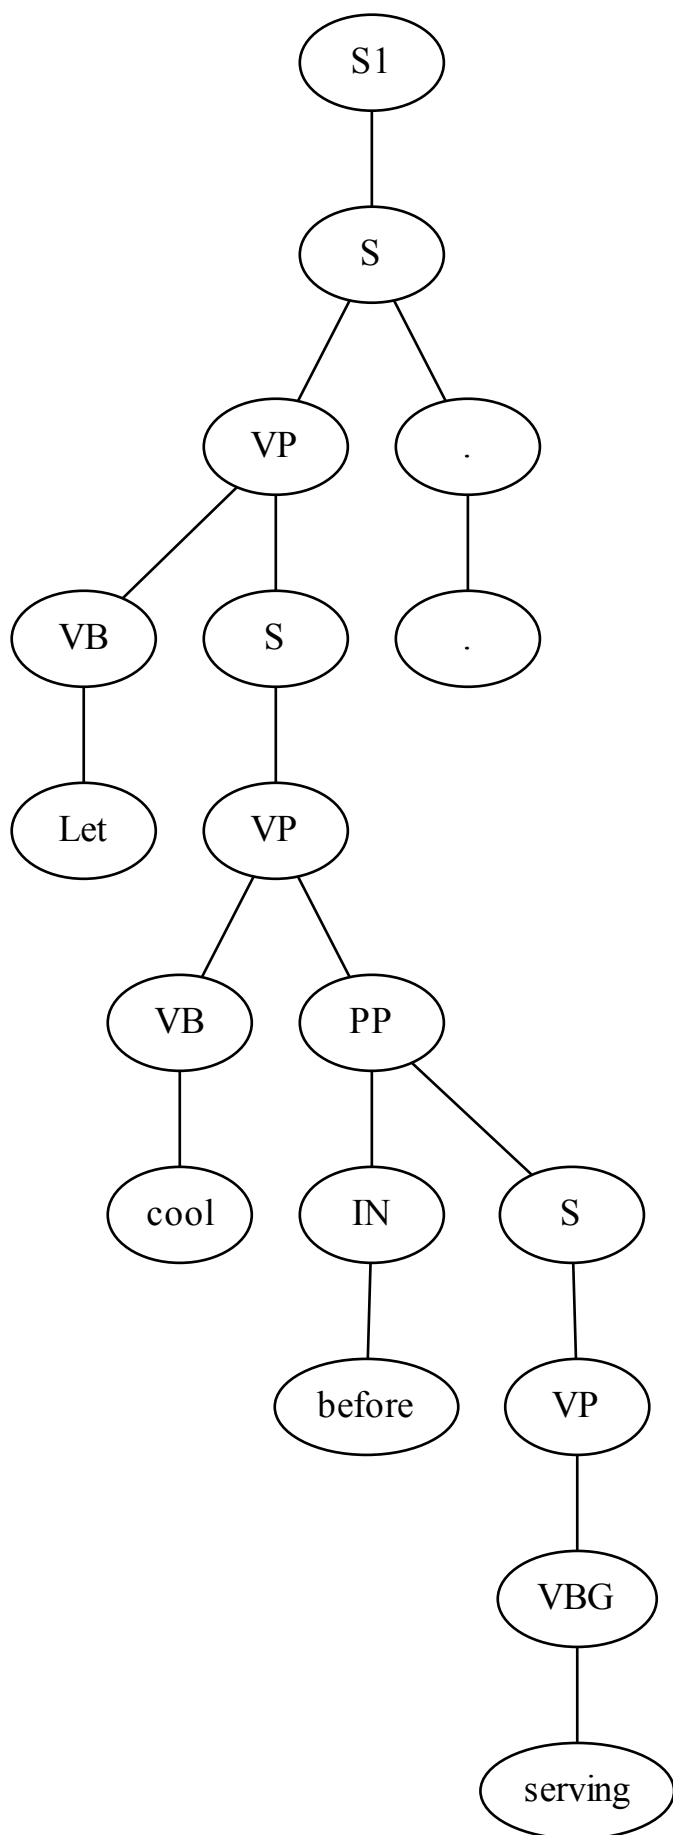 S1
S
VP .
VB S .
Let VP
VB PP
cool IN S
before VP
VBG
serving